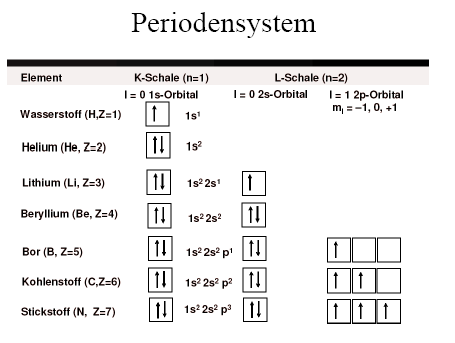 Periodensystem
Element K-Schale (n=1) L-Schale (n=2)
l = 0 1s-Orbital l = 0 2s-Orbital l = 1 2p-Orbital
mₗ = −1, 0, +1
Wasserstoff (H,Z=1) 1s¹
Helium (He, Z=2) 1s²
Lithium (Li, Z=3) 1s² 2s¹
Beryllium (Be, Z=4) 1s² 2s²
Bor (B, Z=5) 1s² 2s² p¹
Kohlenstoff (C,Z=6) 1s² 2s² p²
Stickstoff (N, Z=7) 1s² 2s² p³